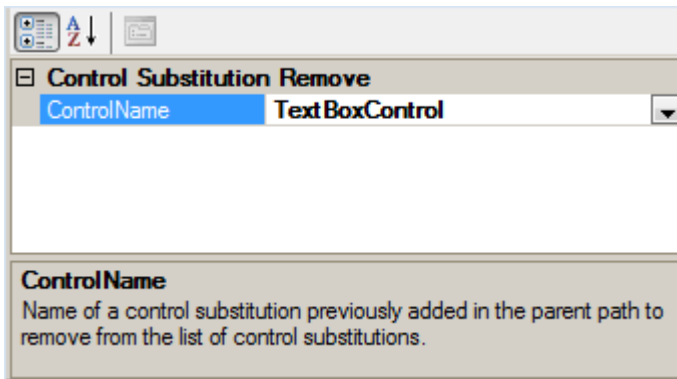 A
Z
Control Substitution Remove
ControlName TextBoxControl
ControlName
Name of a control substitution previously added in the parent path to
remove from the list of control substitutions.